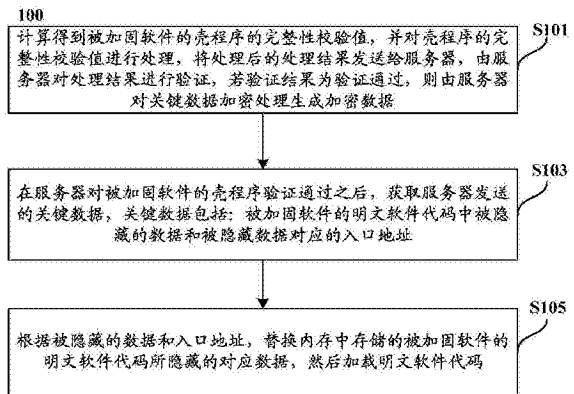 100
S101
计算得到被加固软件的壳程序的完整性校验值，并对壳程序的完
整性校验值进行处理，将处理后的处理结果发送给服务器，由服
务器对处理结果进行验证，若验证结果为验证通过，则由服务器
对关键数据加密处理生成加密数据
S103
在服务器对被加固软件的壳程序验证通过之后，获取服务器发送
的关键数据，关键数据包括：被加固软件的明文软件代码中被隐
藏的数据和被隐藏数据对应的入口地址
S105
根据被隐藏的数据和入口地址，替换内存中存储的被加固软件的
明文软件代码所隐藏的对应数据，然后加载明文软件代码